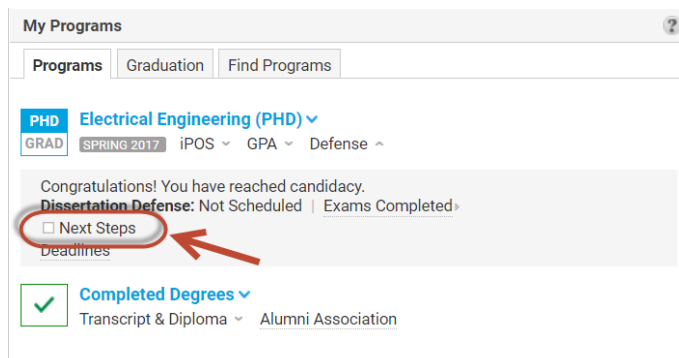 My Programs ?
Programs Graduation Find Programs
PHD Electrical Engineering (PHD)
GRAD SPRING 2017 iPOS GPA Defense
Congratulations! You have reached candidacy.
Dissertation Defense: Not Scheduled | Exams Completed
Next Steps
Deadlines
Completed Degrees
Transcript & Diploma Alumni Association